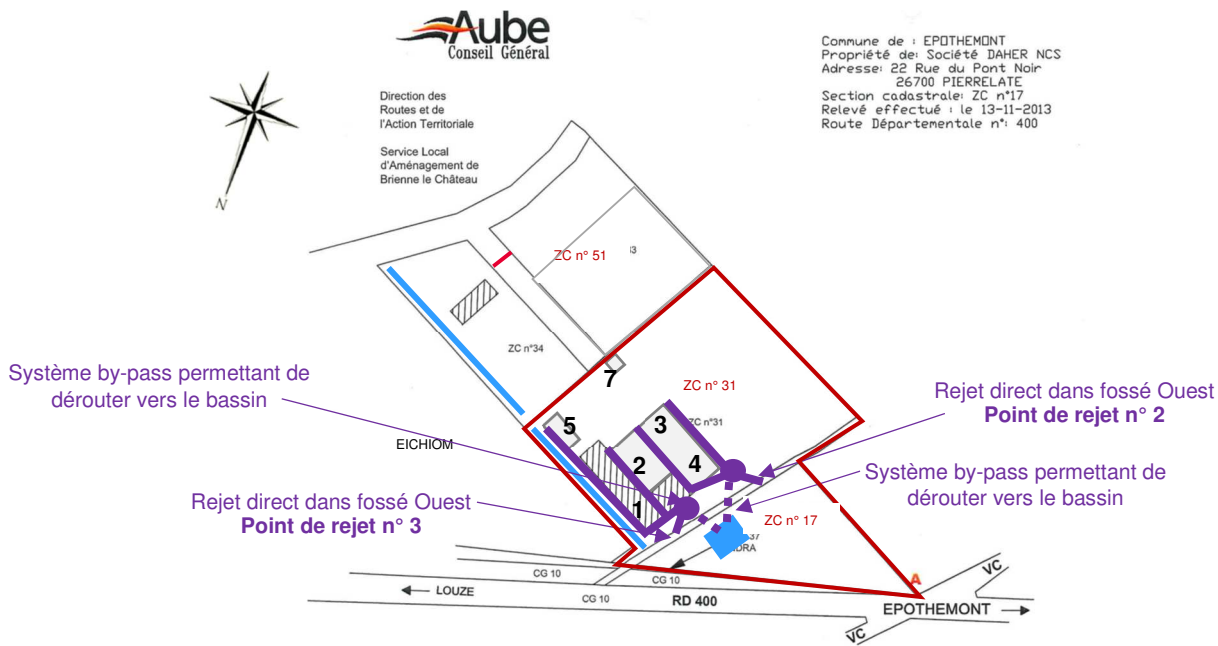 Aube
Conseil Général
Direction des
Routes et de
l'Action Territoriale
Service Local
d'Aménagement de
Brienne le Château
Commune de : EPOTHEMONT
Propriété de: Société DAHER NCS
Adresse: 22 Rue du Pont Noir
26700 PIERRELATE
Section cadastrale: ZC n°17
Relevé effectué : le 13-11-2013
Route Départementale n°: 400
N
ZC n° 51
ZC n°34
7
ZC n° 31
ZC n°31
Système by-pass permettant de
dérouter vers le bassin
Rejet direct dans fossé Ouest
Point de rejet n° 2
5
3
2
4
1
EICHIOM
Système by-pass permettant de
dérouter vers le bassin
Rejet direct dans fossé Ouest
Point de rejet n° 3
ZC n° 17
37
NDRA
CG 10
CG 10
CG 10
LOUZE
RD 400
A
VC
EPOTHEMONT
VC